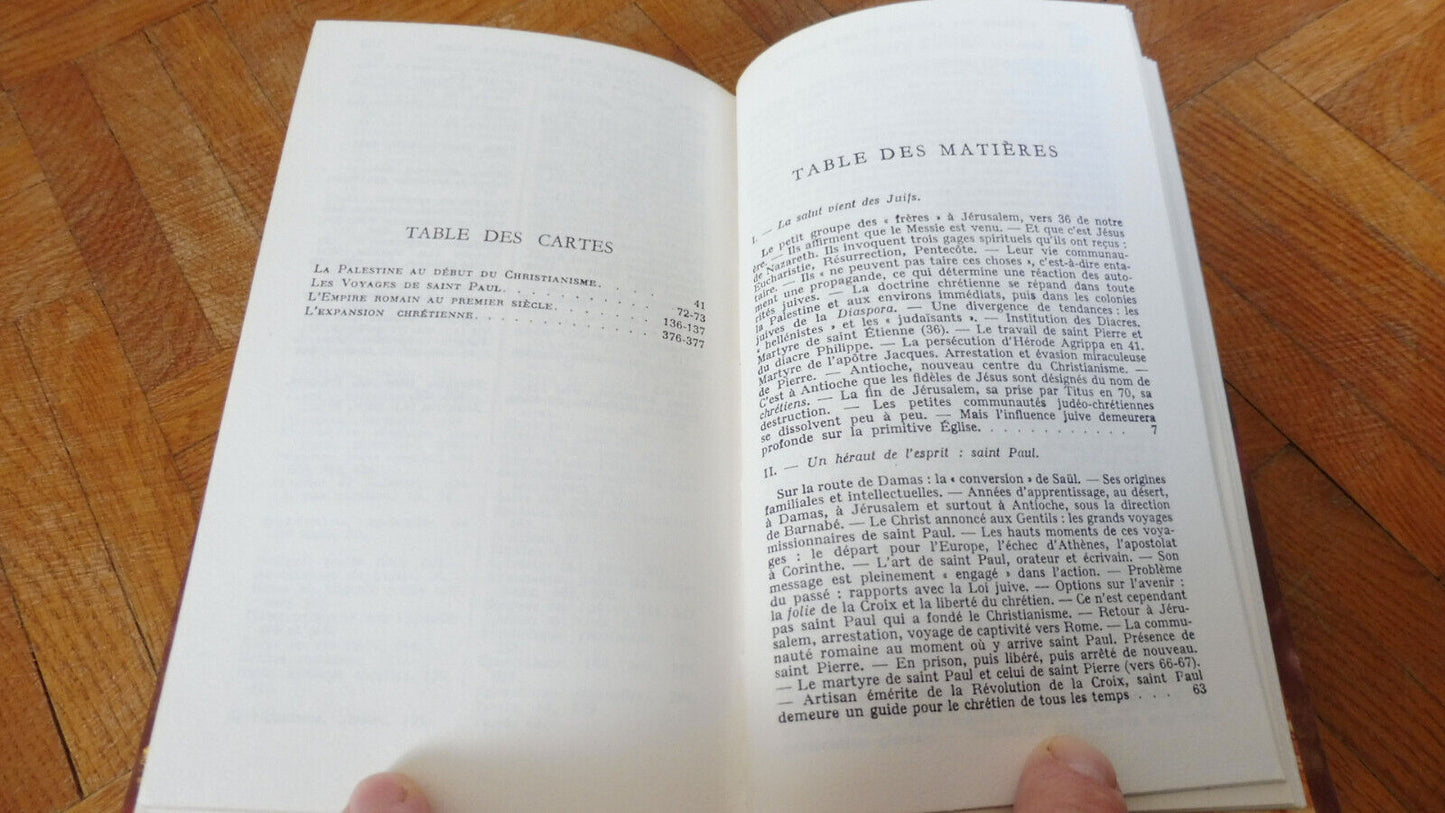 TABLE DES CARTES
LA PALESTINE AU DÉBUT DU CHRISTIANISME. . . . . 41
LES VOYAGES DE SAINT PAUL. . . . . . . . . . 72-73
L'EMPIRE ROMAIN AU PREMIER SIÈCLE. . . . . . . 136-137
L'EXPANSION CHRÉTIENNE. . . . . . . . . . . 376-377
TABLE DES MATIÈRES
I. — La salut vient des Juifs.
Le petit groupe des « frères » à Jérusalem, vers 36 de notre
ère. — Ils affirment que le Messie est venu. — Et que c'est Jésus
de Nazareth. Ils invoquent trois gages spirituels qu'ils ont reçus :
Eucharistie, Résurrection, Pentecôte. — Leur vie communau-
taire. — Ils « ne peuvent pas taire ces choses », c'est-à-dire enta-
ment une propagande, ce qui détermine une réaction des auto-
rités juives. — La doctrine chrétienne se répand dans toute
la Palestine et aux environs immédiats, puis dans les colonies
juives de la Diaspora. — Une divergence de tendances : les
« hellénistes » et les « judaïsants ». — Institution des Diacres.
Martyre de saint Étienne (36). — Le travail de saint Pierre et
du diacre Philippe. — La persécution d'Hérode Agrippa en 41.
Martyre de l'apôtre Jacques. Arrestation et évasion miraculeuse
de Pierre. — Antioche, nouveau centre du Christianisme. —
C'est à Antioche que les fidèles de Jésus sont désignés du nom de
chrétiens. — La fin de Jérusalem, sa prise par Titus en 70, sa
destruction. — Les petites communautés judéo-chrétiennes
se dissolvent peu à peu. — Mais l'influence juive demeurera
profonde sur la primitive Église. . . . . . . . . . . . 7
II. — Un héraut de l'esprit : saint Paul.
Sur la route de Damas : la « conversion » de Saül. — Ses origines
familiales et intellectuelles. — Années d'apprentissage, au désert,
à Damas, à Jérusalem et surtout à Antioche, sous la direction
de Barnabé. — Le Christ annoncé aux Gentils : les grands voyages
missionnaires de saint Paul. — Les hauts moments de ces voya-
ges : le départ pour l'Europe, l'échec d'Athènes, l'apostolat
à Corinthe. — L'art de saint Paul, orateur et écrivain. — Son
message est pleinement « engagé » dans l'action. — Problème
du passé : rapports avec la Loi juive. — Options sur l'avenir :
la folie de la Croix et la liberté du chrétien. — Ce n'est cependant
pas saint Paul qui a fondé le Christianisme. — Retour à Jéru-
salem, arrestation, voyage de captivité vers Rome. — La commu-
nauté romaine au moment où y arrive saint Paul. Présence de
saint Pierre. — En prison, puis libéré, puis arrêté de nouveau.
— Le martyre de saint Paul et celui de saint Pierre (vers 66-67).
— Artisan émérite de la Révolution de la Croix, saint Paul
demeure un guide pour le chrétien de tous les temps . . . 63